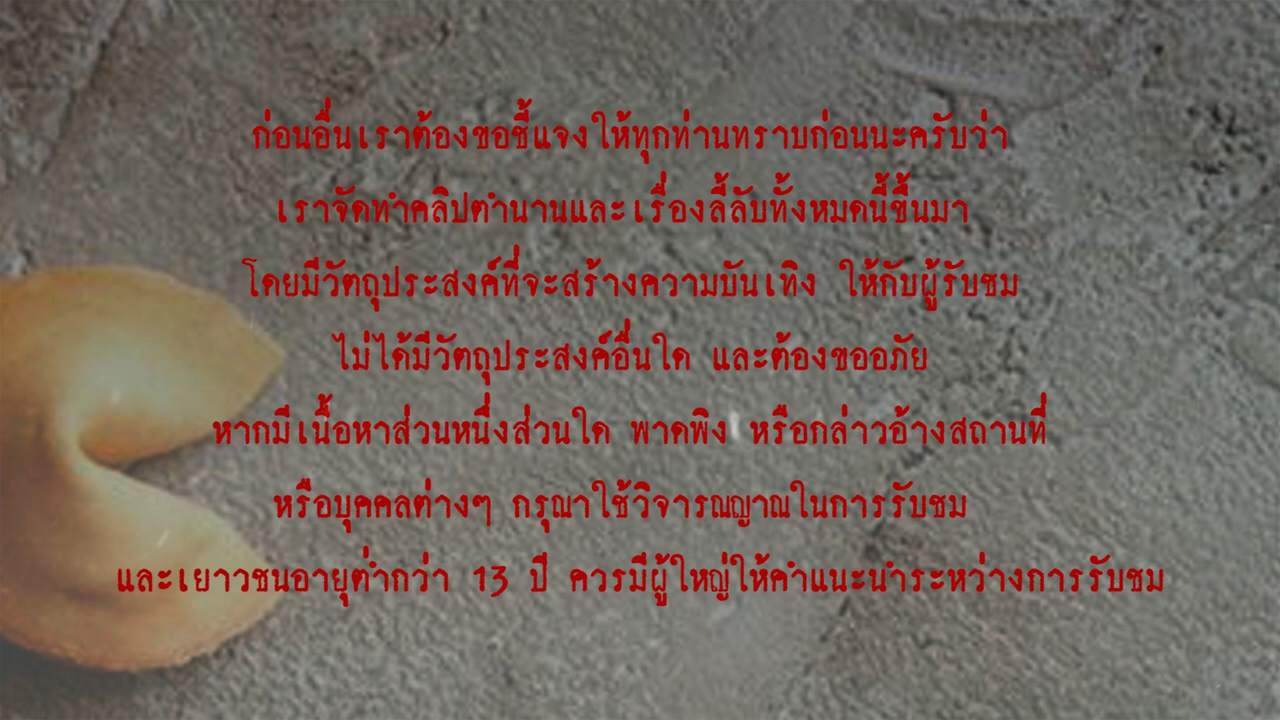 ก่อนอื่นเราต้องขอชี้แจงให้ทุกท่านทราบก่อนนะครับว่า
เราจัดทำคลิปตำนานและเรื่องลี้ลับทั้งหมดนี้ขึ้นมา
โดยมีวัตถุประสงค์ที่จะสร้างความบันเทิง ให้กับผู้รับชม
ไม่ได้มีวัตถุประสงค์อื่นใด และต้องขออภัย
หากมีเนื้อหาส่วนหนึ่งส่วนใด พาดพิง หรือกล่าวอ้างสถานที่
หรือบุคคลต่างๆ กรุณาใช้วิจารณญาณในการรับชม
และเยาวชนอายุต่ำกว่า 13 ปี ควรมีผู้ใหญ่ให้คำแนะนำระหว่างการรับชม